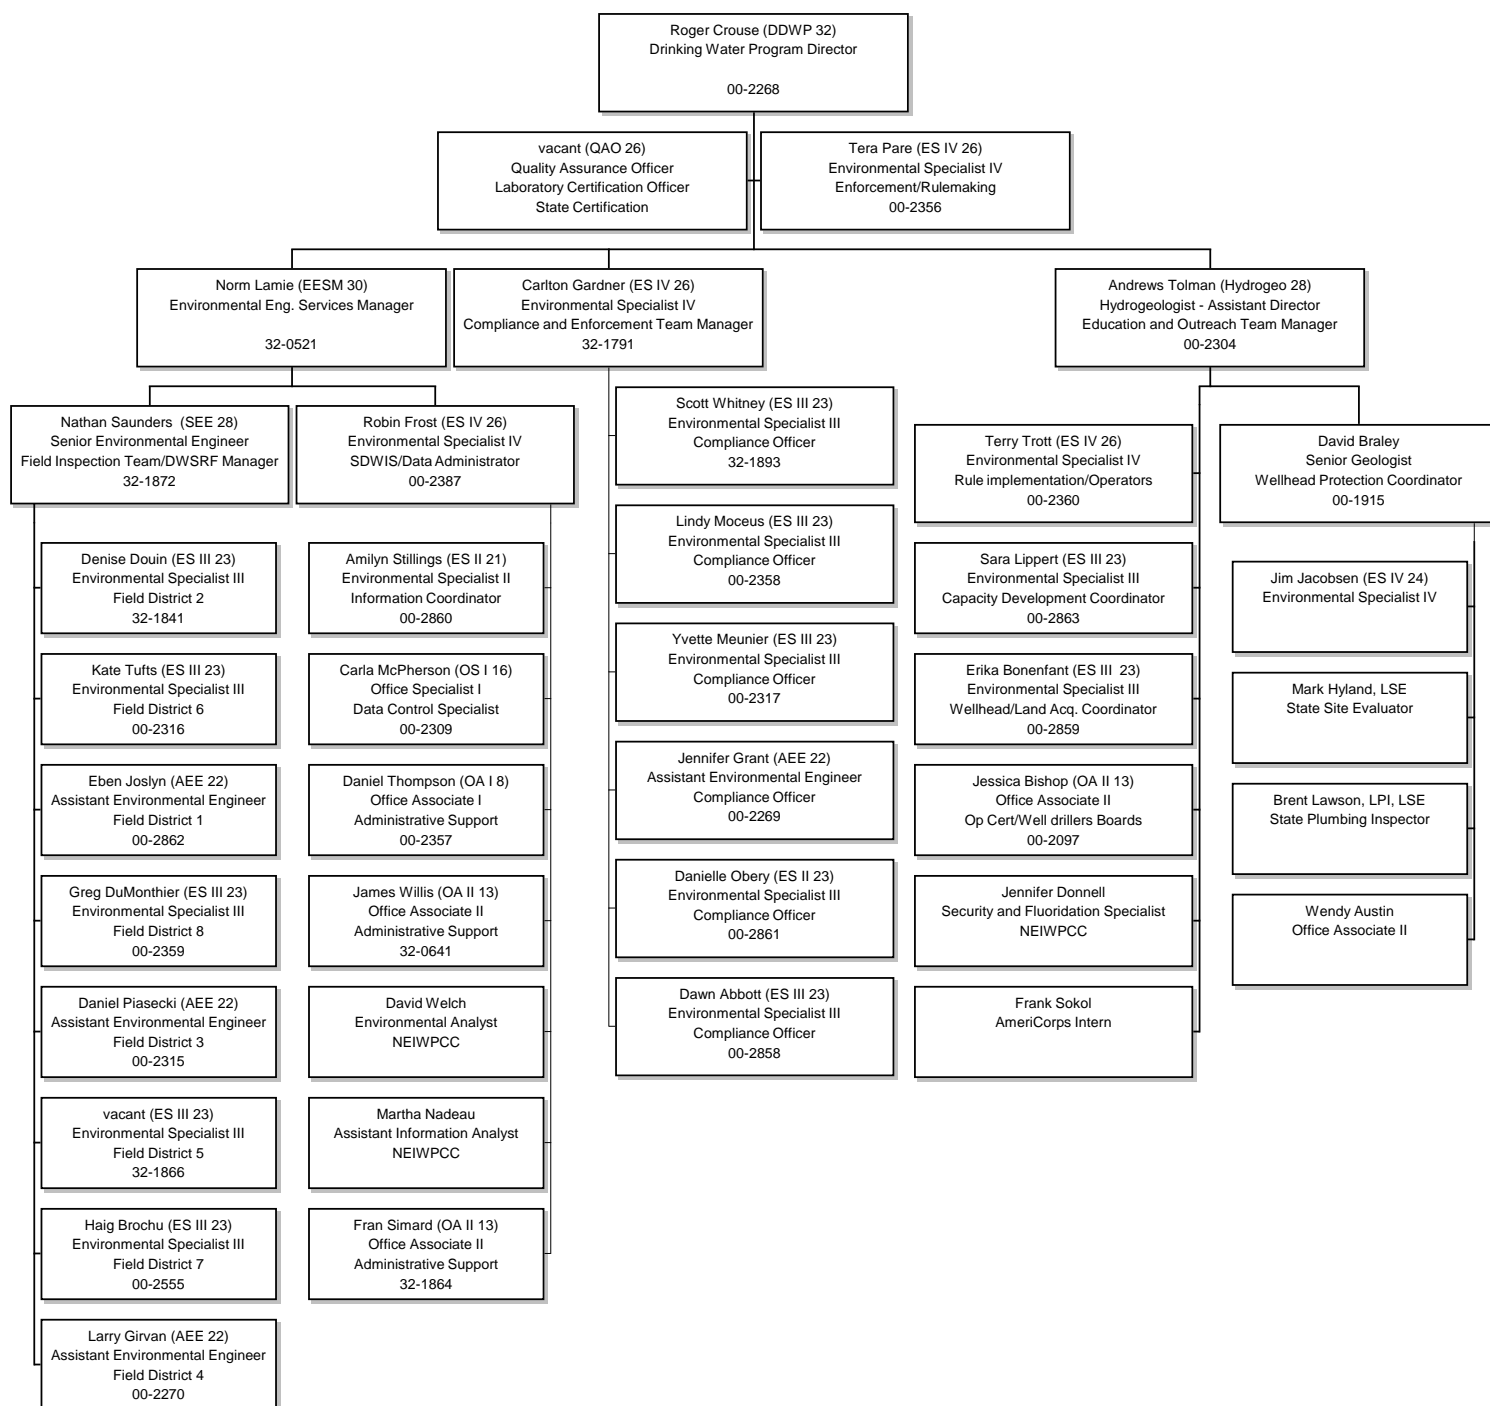 Roger Crouse (DDWP 32)
Drinking Water Program Director
00-2268
vacant (QAO 26)
Quality Assurance Officer
Laboratory Certification Officer
State Certification
Tera Pare (ES IV 26)
Environmental Specialist IV
Enforcement/Rulemaking
00-2356
Norm Lamie (EESM 30)
Environmental Eng. Services Manager
32-0521
Carlton Gardner (ES IV 26)
Environmental Specialist IV
Compliance and Enforcement Team Manager
32-1791
Andrews Tolman (Hydrogeo 28)
Hydrogeologist - Assistant Director
Education and Outreach Team Manager
00-2304
Nathan Saunders  (SEE 28)
Senior Environmental Engineer
Field Inspection Team/DWSRF Manager
32-1872
Robin Frost (ES IV 26)
Environmental Specialist IV
SDWIS/Data Administrator
00-2387
Denise Douin (ES III 23)
Environmental Specialist III
Field District 2
32-1841
Kate Tufts (ES III 23)
Environmental Specialist III
Field District 6
00-2316
Eben Joslyn (AEE 22)
Assistant Environmental Engineer
Field District 1
00-2862
Greg DuMonthier (ES III 23)
Environmental Specialist III
Field District 8
00-2359
Daniel Piasecki (AEE 22)
Assistant Environmental Engineer
Field District 3
00-2315
vacant (ES III 23)
Environmental Specialist III
Field District 5
32-1866
Haig Brochu (ES III 23)
Environmental Specialist III
Field District 7
00-2555
Larry Girvan (AEE 22)
Assistant Environmental Engineer
Field District 4
00-2270
Amilyn Stillings (ES II 21)
Environmental Specialist II
Information Coordinator
00-2860
Carla McPherson (OS I 16)
Office Specialist I
Data Control Specialist
00-2309
Daniel Thompson (OA I 8)
Office Associate I
Administrative Support
00-2357
James Willis (OA II 13)
Office Associate II
Administrative Support
32-0641
David Welch
Environmental Analyst
NEIWPCC
Martha Nadeau
Assistant Information Analyst
NEIWPCC
Fran Simard (OA II 13)
Office Associate II
Administrative Support
32-1864
Scott Whitney (ES III 23)
Environmental Specialist III
Compliance Officer
32-1893
Lindy Moceus (ES III 23)
Environmental Specialist III
Compliance Officer
00-2358
Yvette Meunier (ES III 23)
Environmental Specialist III
Compliance Officer
00-2317
Jennifer Grant (AEE 22)
Assistant Environmental Engineer
Compliance Officer
00-2269
Danielle Obery (ES II 23)
Environmental Specialist III
Compliance Officer
00-2861
Dawn Abbott (ES III 23)
Environmental Specialist III
Compliance Officer
00-2858
Terry Trott (ES IV 26)
Environmental Specialist IV
Rule implementation/Operators
00-2360
Sara Lippert (ES III 23)
Environmental Specialist III
Capacity Development Coordinator
00-2863
Erika Bonenfant (ES III  23)
Environmental Specialist III
Wellhead/Land Acq. Coordinator
00-2859
Jessica Bishop (OA II 13)
Office Associate II
Op Cert/Well drillers Boards
00-2097
Jennifer Donnell
Security and Fluoridation Specialist
NEIWPCC
Frank Sokol
AmeriCorps Intern
David Braley
Senior Geologist
Wellhead Protection Coordinator
00-1915
Jim Jacobsen (ES IV 24)
Environmental Specialist IV
Mark Hyland, LSE
State Site Evaluator
Brent Lawson, LPI, LSE
State Plumbing Inspector
Wendy Austin
Office Associate II